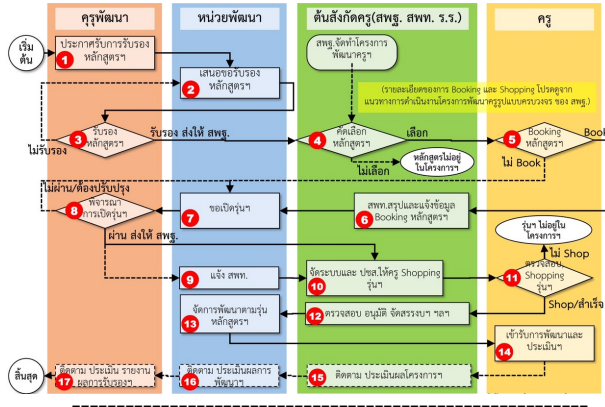 คุรุพัฒนา
หน่วยพัฒนา
ต้นสังกัดครู(สพฐ. สพท. ร.ร.)
ครู
เริ่ม
ต้น
ประกาศรับการรับรอง
หลักสูตรฯ
1
เสนอขอรับรอง
หลักสูตรฯ
2
สพฐ.จัดทำโครงการ
พัฒนาครูฯ
(รายละเอียดของการ Booking และ Shopping โปรดดูจาก
แนวทางการดำเนินงานโครงการพัฒนาครูรูปแบบครบวงจร ของ สพฐ.)
3
รับรอง
หลักสูตรฯ
รับรอง ส่งให้ สพฐ.
ไม่รับรอง
4
คัดเลือก
หลักสูตรฯ
เลือก
ไม่เลือก
หลักสูตรไม่อยู่
ในโครงการฯ
5
Booking
หลักสูตรฯ
Book
ไม่ Book
ไม่ผ่าน/ต้องปรับปรุง
8
พิจารณา
การเปิดรุ่นฯ
7
ขอเปิดรุ่นฯ
สพท.สรุปและแจ้งข้อมูล
Booking หลักสูตรฯ
6
รุ่นฯ ไม่อยู่ใน
โครงการฯ
ผ่าน ส่งให้ สพฐ.
ไม่ Shop
9
แจ้ง สพท.
จัดระบบและ ปชส.ให้ครู Shopping
รุ่นฯ
10
ตรวจสอบ
Shopping
รุ่นฯ
11
Shop/สำเร็จ
จัดการพัฒนาตามรุ่น
หลักสูตรฯ
13
12
ตรวจสอบ อนุมัติ จัดสรรงบฯ ฯลฯ
เข้ารับการพัฒนาและ
ประเมินฯ
14
สิ้นสุด
ติดตาม ประเมิน รายงาน
ผลการรับรองฯ
17
ติดตาม ประเมินผลการ
พัฒนาฯ
16
ติดตาม ประเมินผลโครงการฯ
15